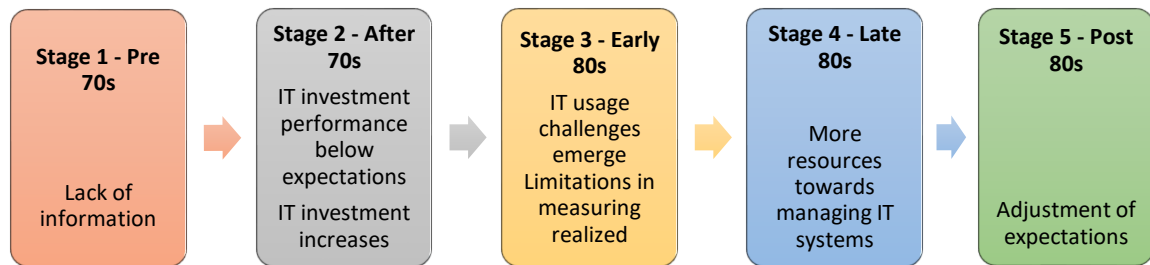 Stage 1 - Pre
70s
Lack of
information
Stage 2 - After
70s
IT investment
performance
below
expectations
IT investment
increases
Stage 3 - Early
80s
IT usage
challenges
emerge
Limitations in
measuring
realized
Stage 4 - Late
80s
More
resources
towards
managing IT
systems
Stage 5 - Post
80s
Adjustment of
expectations